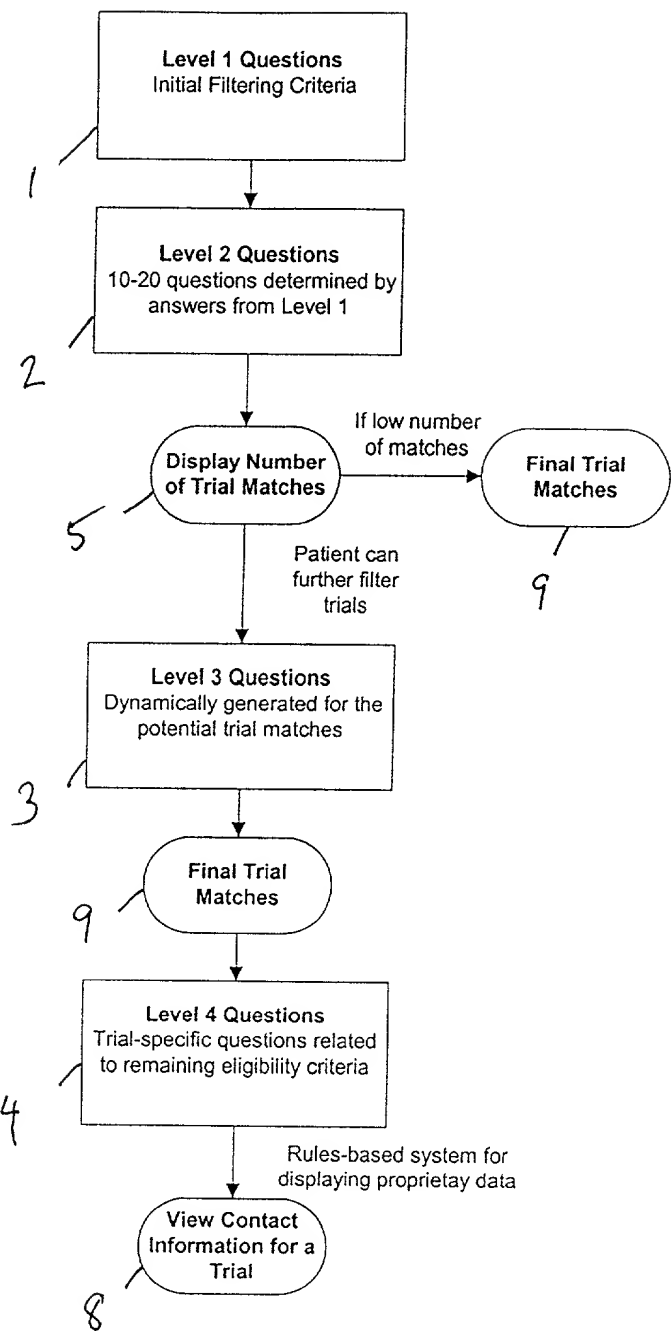 Level 1 Questions
Initial Filtering Criteria
1
Level 2 Questions
10-20 questions determined by
answers from Level 1
2
Display Number
of Trial Matches
5
If low number
of matches
Final Trial
Matches
9
Patient can
further filter
trials
Level 3 Questions
Dynamically generated for the
potential trial matches
3
Final Trial
Matches
9
Level 4 Questions
Trial-specific questions related
to remaining eligibility criteria
4
Rules-based system for
displaying proprietay data
View Contact
Information for a
Trial
8